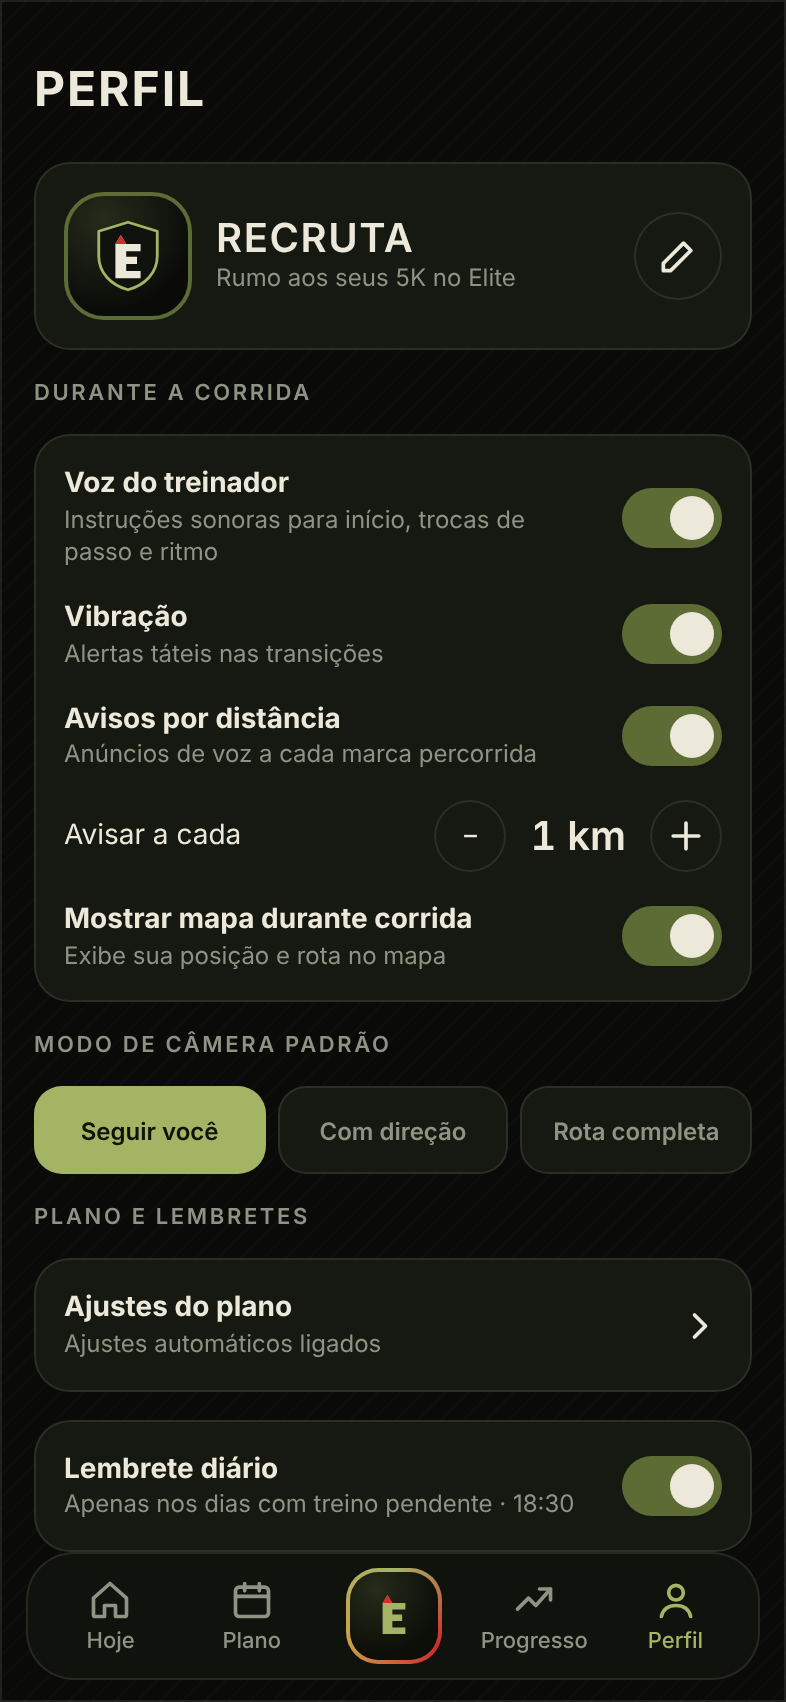 PERFIL
E
RECRUTA
Rumo aos seus 5K no Elite
DURANTE A CORRIDA
Voz do treinador
Instruções sonoras para início, trocas de
passo e ritmo
Vibração
Alertas táteis nas transições
Avisos por distância
Anúncios de voz a cada marca percorrida
Avisar a cada
-
1 km
+
Mostrar mapa durante corrida
Exibe sua posição e rota no mapa
MODO DE CÂMERA PADRÃO
Seguir você
Com direção
Rota completa
PLANO E LEMBRETES
Ajustes do plano
Ajustes automáticos ligados
Lembrete diário
Apenas nos dias com treino pendente · 18:30
Hoje
Plano
E
Progresso
Perfil